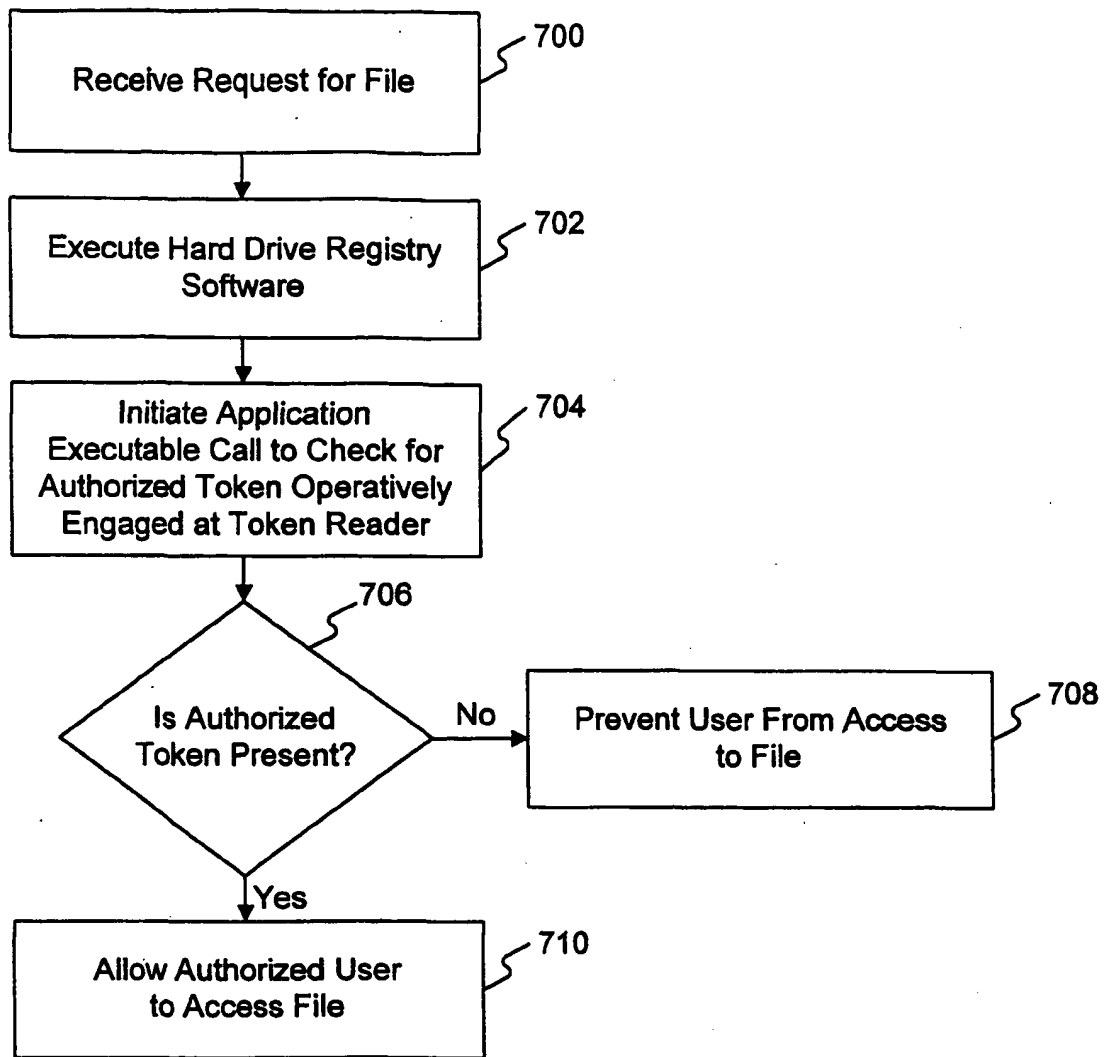 700
Receive Request for File
702
Execute Hard Drive Registry
Software
704
Initiate Application
Executable Call to Check for
Authorized Token Operatively
Engaged at Token Reader
706
Is Authorized
Token Present?
No
708
Prevent User From Access
to File
Yes
710
Allow Authorized User
to Access File